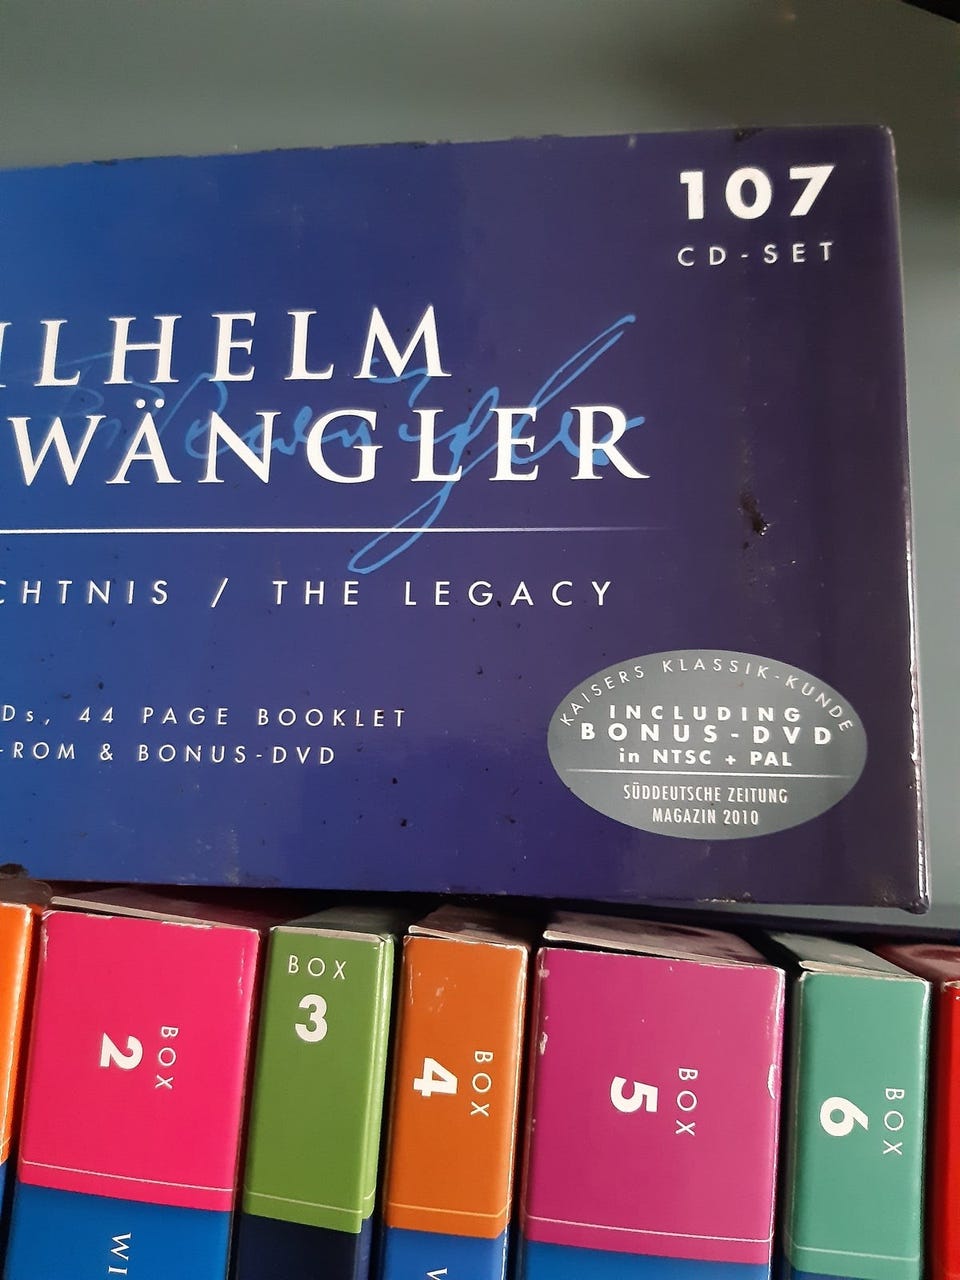 107
CD-SET
ILHELM
WÄNGLER
CHTNIS / THE LEGACY
Ds, 44 PAGE BOOKLET
-ROM & BONUS-DVD
KAISERS KLASSIK-KUNDE
INCLUDING
BONUS-DVD
in NTSC + PAL
SÜDDEUTSCHE ZEITUNG
MAGAZIN 2010
BOX
2
BOX
3
BOX
4
BOX
5
BOX
6
WI